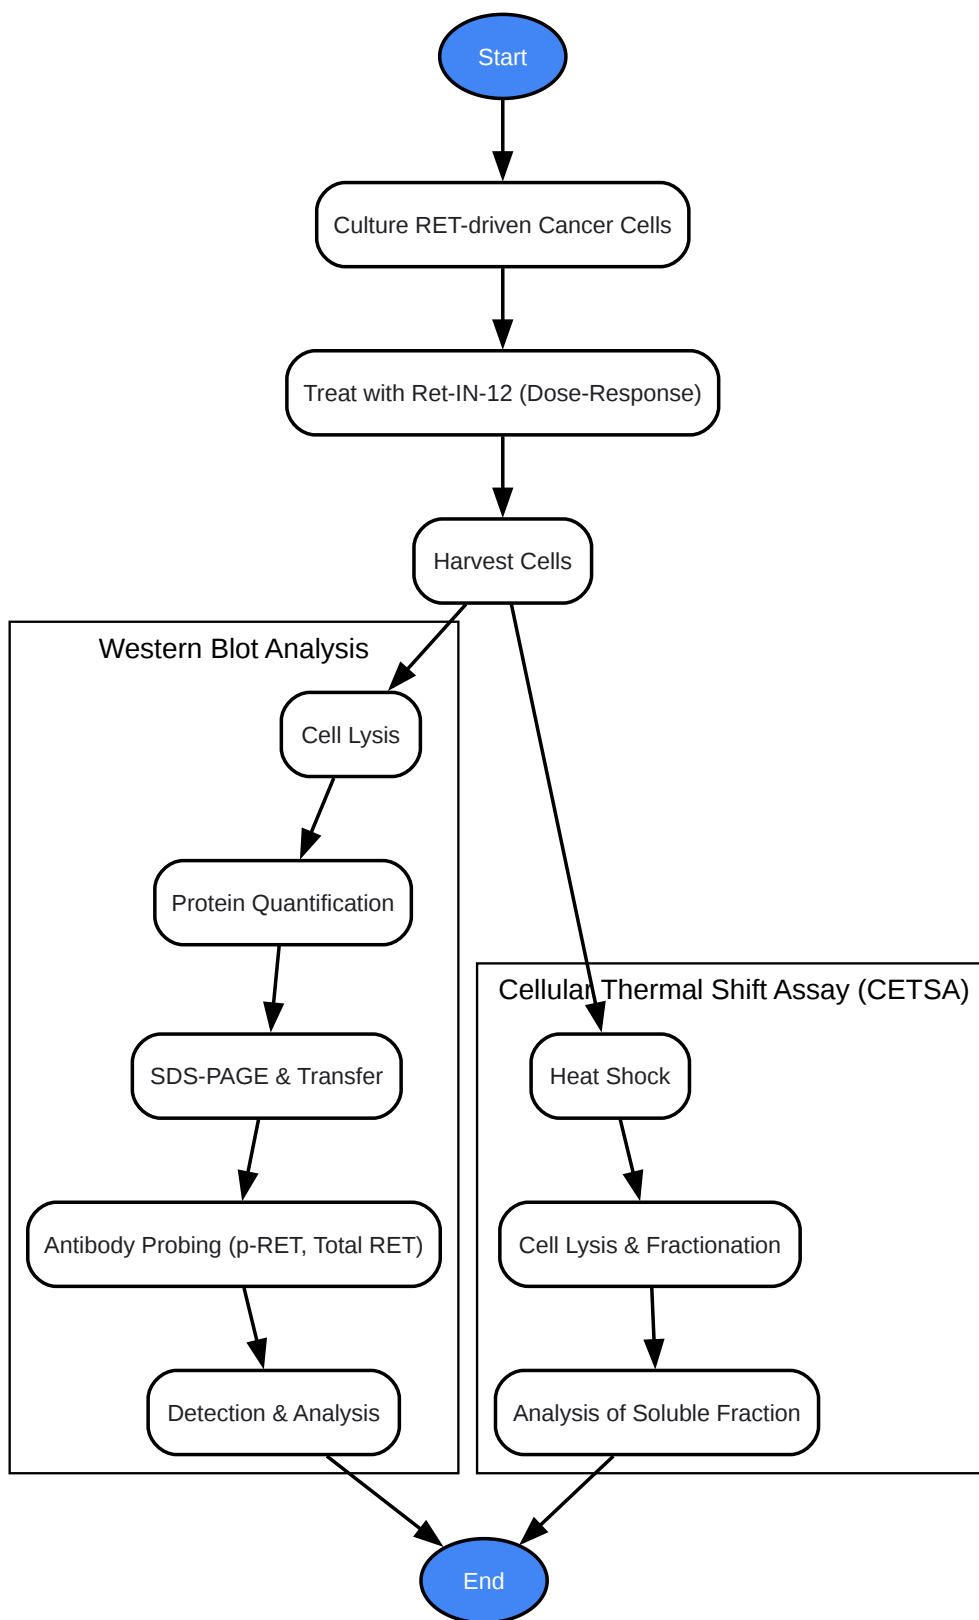 Start
Culture RET-driven Cancer Cells
Treat with Ret-IN-12 (Dose-Response)
Harvest Cells
Western Blot Analysis
Cell Lysis
Protein Quantification
SDS-PAGE & Transfer
Antibody Probing (p-RET, Total RET)
Detection & Analysis
Cellular Thermal Shift Assay (CETSA)
Heat Shock
Cell Lysis & Fractionation
Analysis of Soluble Fraction
End